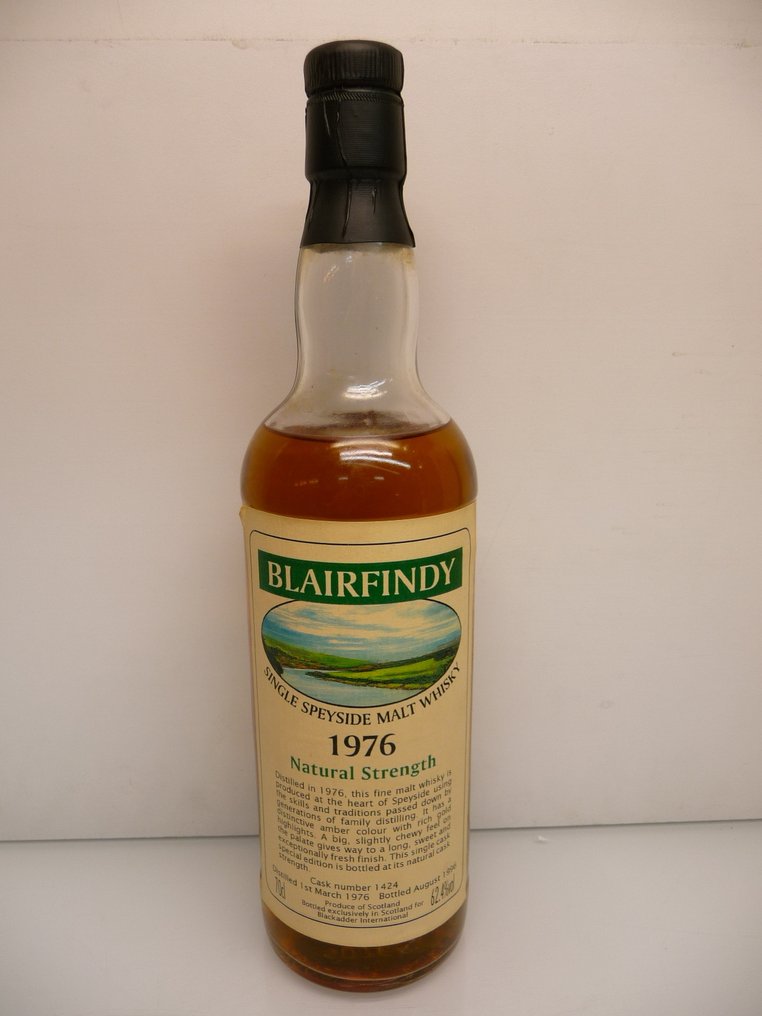 BLAIRFINDY
SINGLE SPEYSIDE MALT WHISKY
1976
Natural Strength
Distilled in 1976, this fine malt whisky is
produced at the heart of Speyside using
the skills and traditions passed down by
generations of family distilling. It has a
distinctive amber colour with rich gold
highlights. A big, slightly chewy feel on
the palate gives way to a long, sweet and
exceptionally fresh finish. This single cask
special edition is bottled at its natural cask
strength.
Cask number 1424
Distilled 1st March 1976 Bottled August 1996
70cl
Produce of Scotland
62.4%vol
Bottled exclusively in Scotland for
Blackadder International